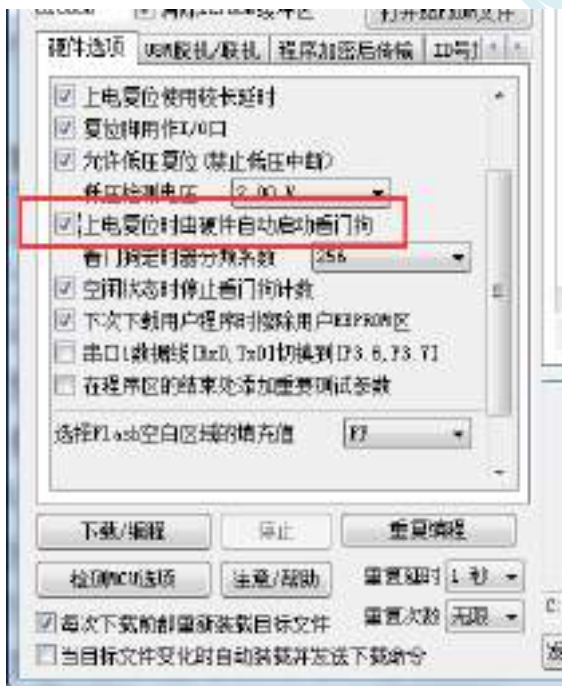 硬件选项 USB脱机/联机 程序加密后传输 ID号
上电复位使用较长延时
复位脚用作I/O口
允许低压复位(禁止低压中断)
低压检测电压 2.00 V
上电复位时由硬件自动启动看门狗
看门狗定时器分频系数 256
空闲状态时停止看门狗计数
下次下载用户程序时擦除用户EEPROM区
串口1数据线[RxD,TxD]切换到[P3.6,P3.7]
在程序区的结束处添加重要测试参数
选择Flash空白区域的填充值 FF
下载/编程 停止 重复编程
检测MCU选项 注意/帮助 重复延时 1 秒
每次下载前都重新装载目标文件 重复次数 无限
当目标文件变化时自动装载并发送下载命令